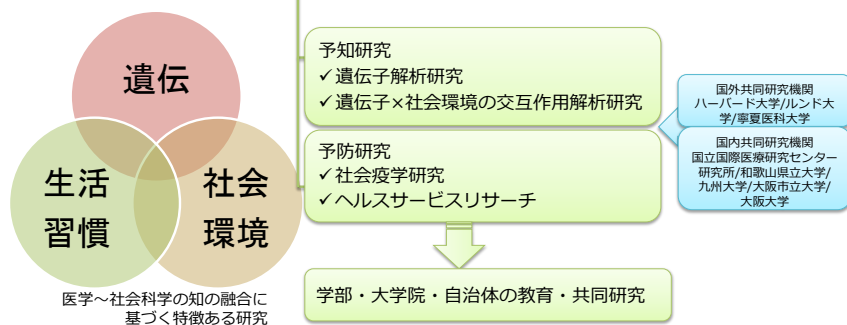 遺伝
生活
習慣
社会
環境
医学～社会科学の知の融合に
基づく特徴ある研究
予知研究
✓遺伝子解析研究
✓遺伝子×社会環境の交互作用解析研究
予防研究
✓社会疫学研究
✓ヘルスサービスリサーチ
学部・大学院・自治体の教育・共同研究
国外共同研究機関
ハーバード大学/ルンド大
学/寧夏医科大学
国内共同研究機関
国立国際医療研究センター
研究所/和歌山県立大学/
九州大学/大阪市立大学/
大阪大学